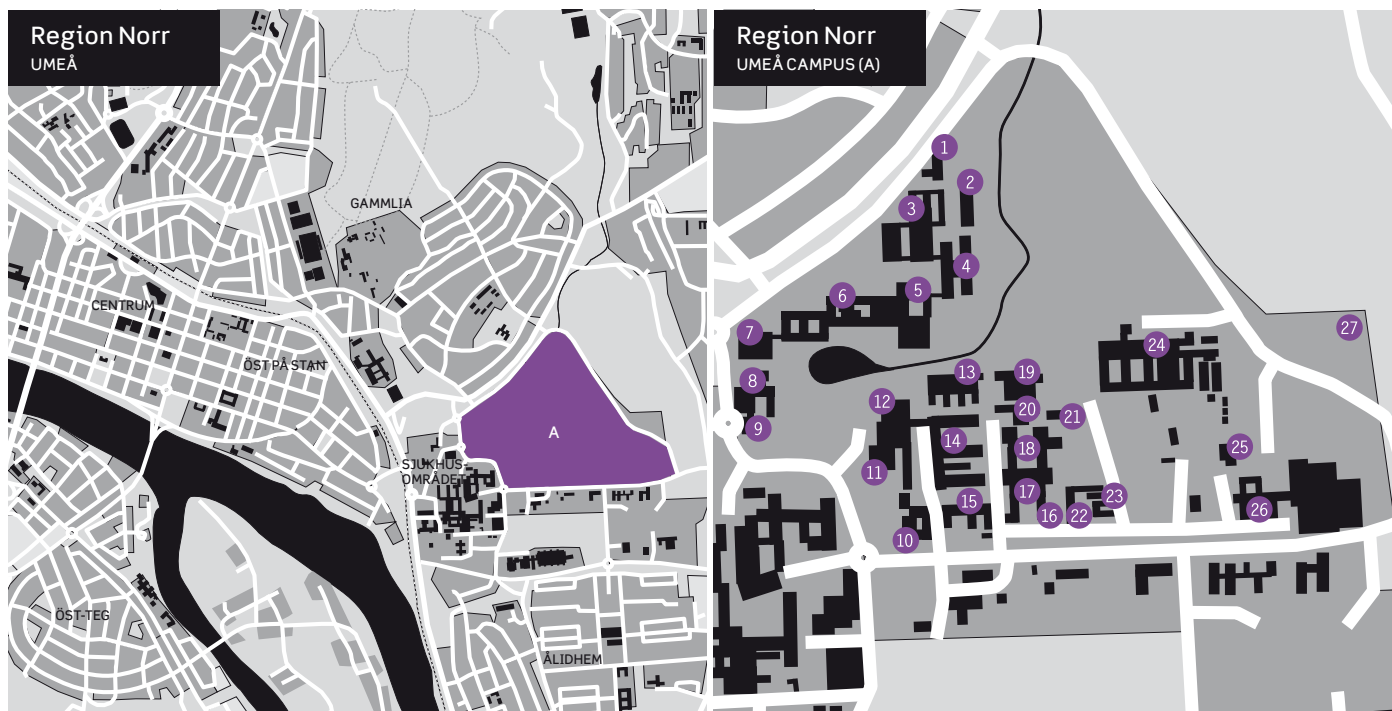 Region Norr
UMEÅ
GAMMLIA
CENTRUM
ÖST PÅ STAN
A
SJUKHUS-
OMRÅDET
ÖST-TEG
ÅLIDHEM
Region Norr
UMEÅ CAMPUS (A)
1
2
3
4
5
6
7
8
9
10
11
12
13
14
15
16
17
18
19
20
21
22
23
24
25
26
27